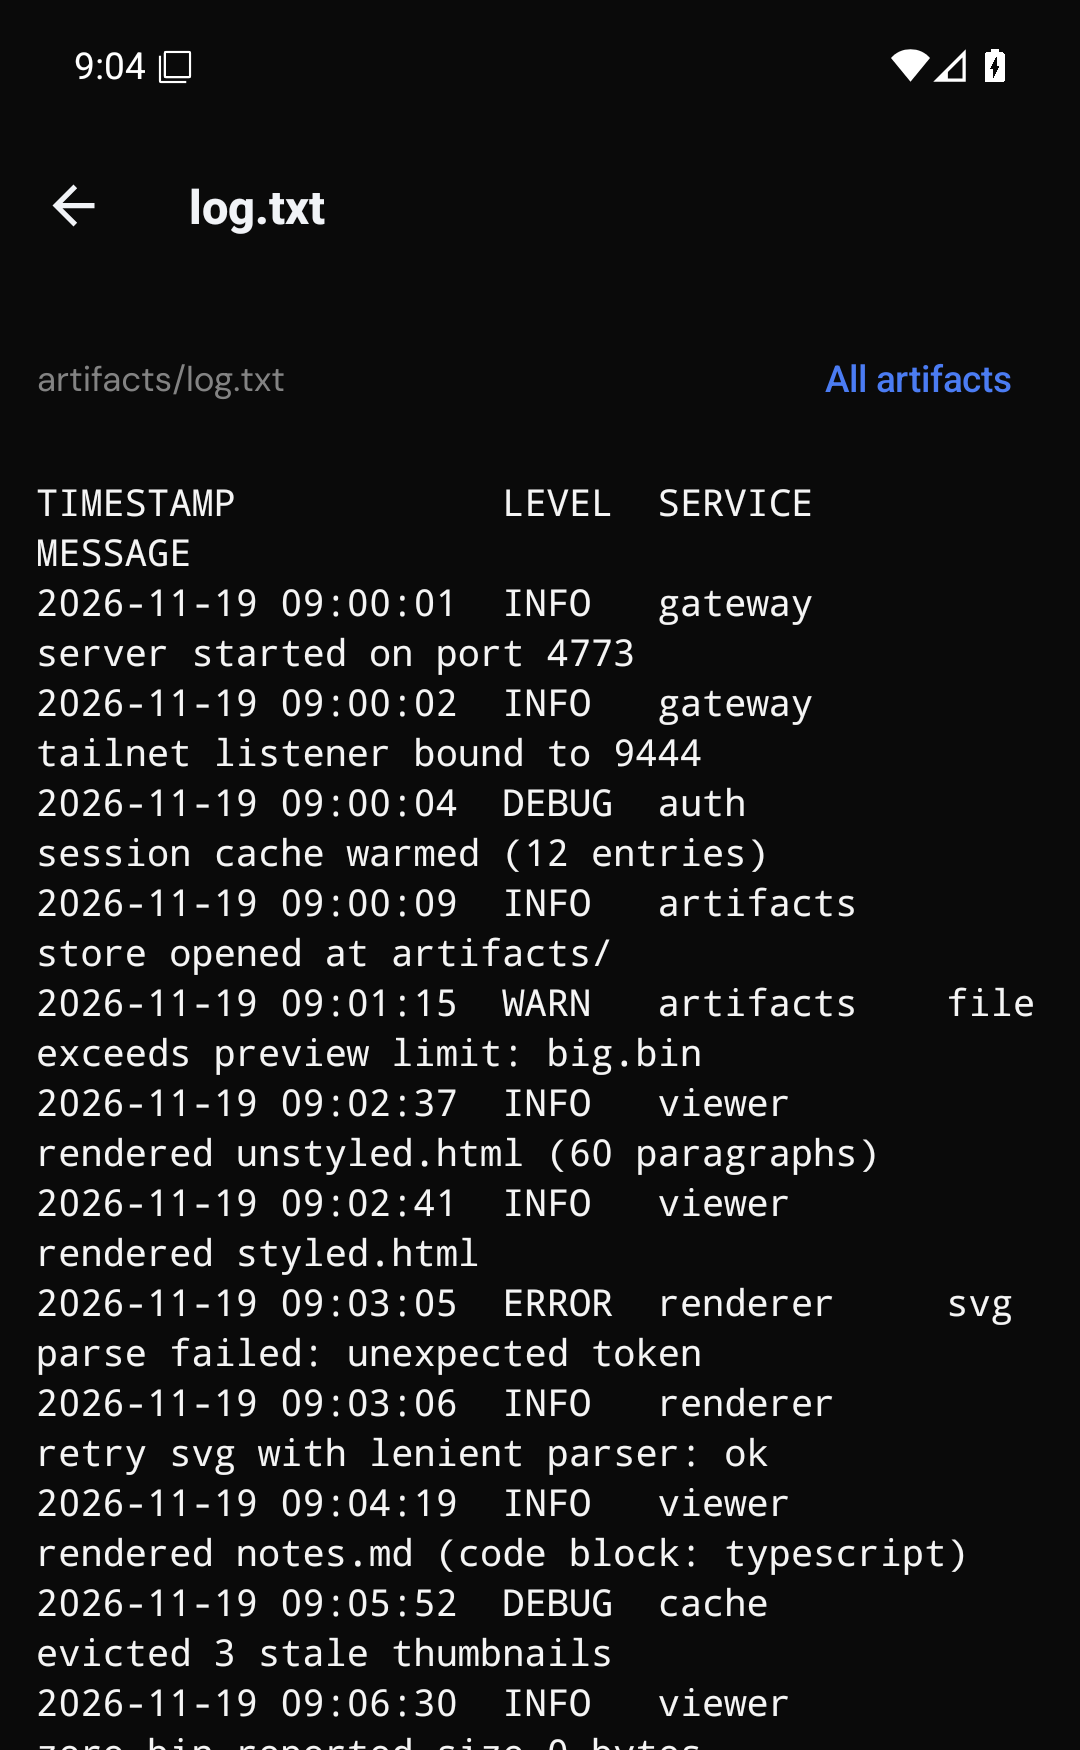 9:04
log.txt
artifacts/log.txt All artifacts
TIMESTAMP LEVEL SERVICE
MESSAGE
2026-11-19 09:00:01 INFO gateway
server started on port 4773
2026-11-19 09:00:02 INFO gateway
tailnet listener bound to 9444
2026-11-19 09:00:04 DEBUG auth
session cache warmed (12 entries)
2026-11-19 09:00:09 INFO artifacts
store opened at artifacts/
2026-11-19 09:01:15 WARN artifacts file
exceeds preview limit: big.bin
2026-11-19 09:02:37 INFO viewer
rendered unstyled.html (60 paragraphs)
2026-11-19 09:02:41 INFO viewer
rendered styled.html
2026-11-19 09:03:05 ERROR renderer svg
parse failed: unexpected token
2026-11-19 09:03:06 INFO renderer
retry svg with lenient parser: ok
2026-11-19 09:04:19 INFO viewer
rendered notes.md (code block: typescript)
2026-11-19 09:05:52 DEBUG cache
evicted 3 stale thumbnails
2026-11-19 09:06:30 INFO viewer
zero.bin reported size 0 bytes